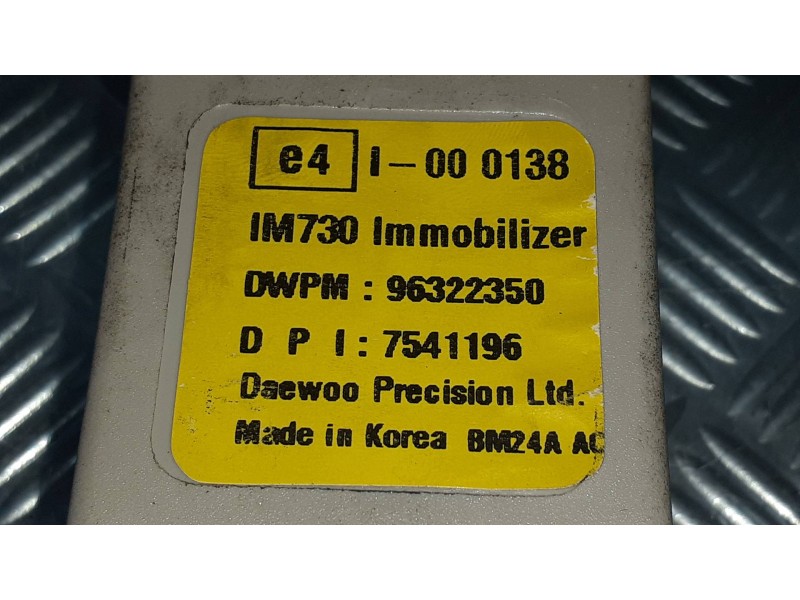 e4 I-00 0138
IM730 Immobilizer
DWPM : 96322350
D P I : 7541196
Daewoo Precision Ltd.
Made in Korea BM24A AC